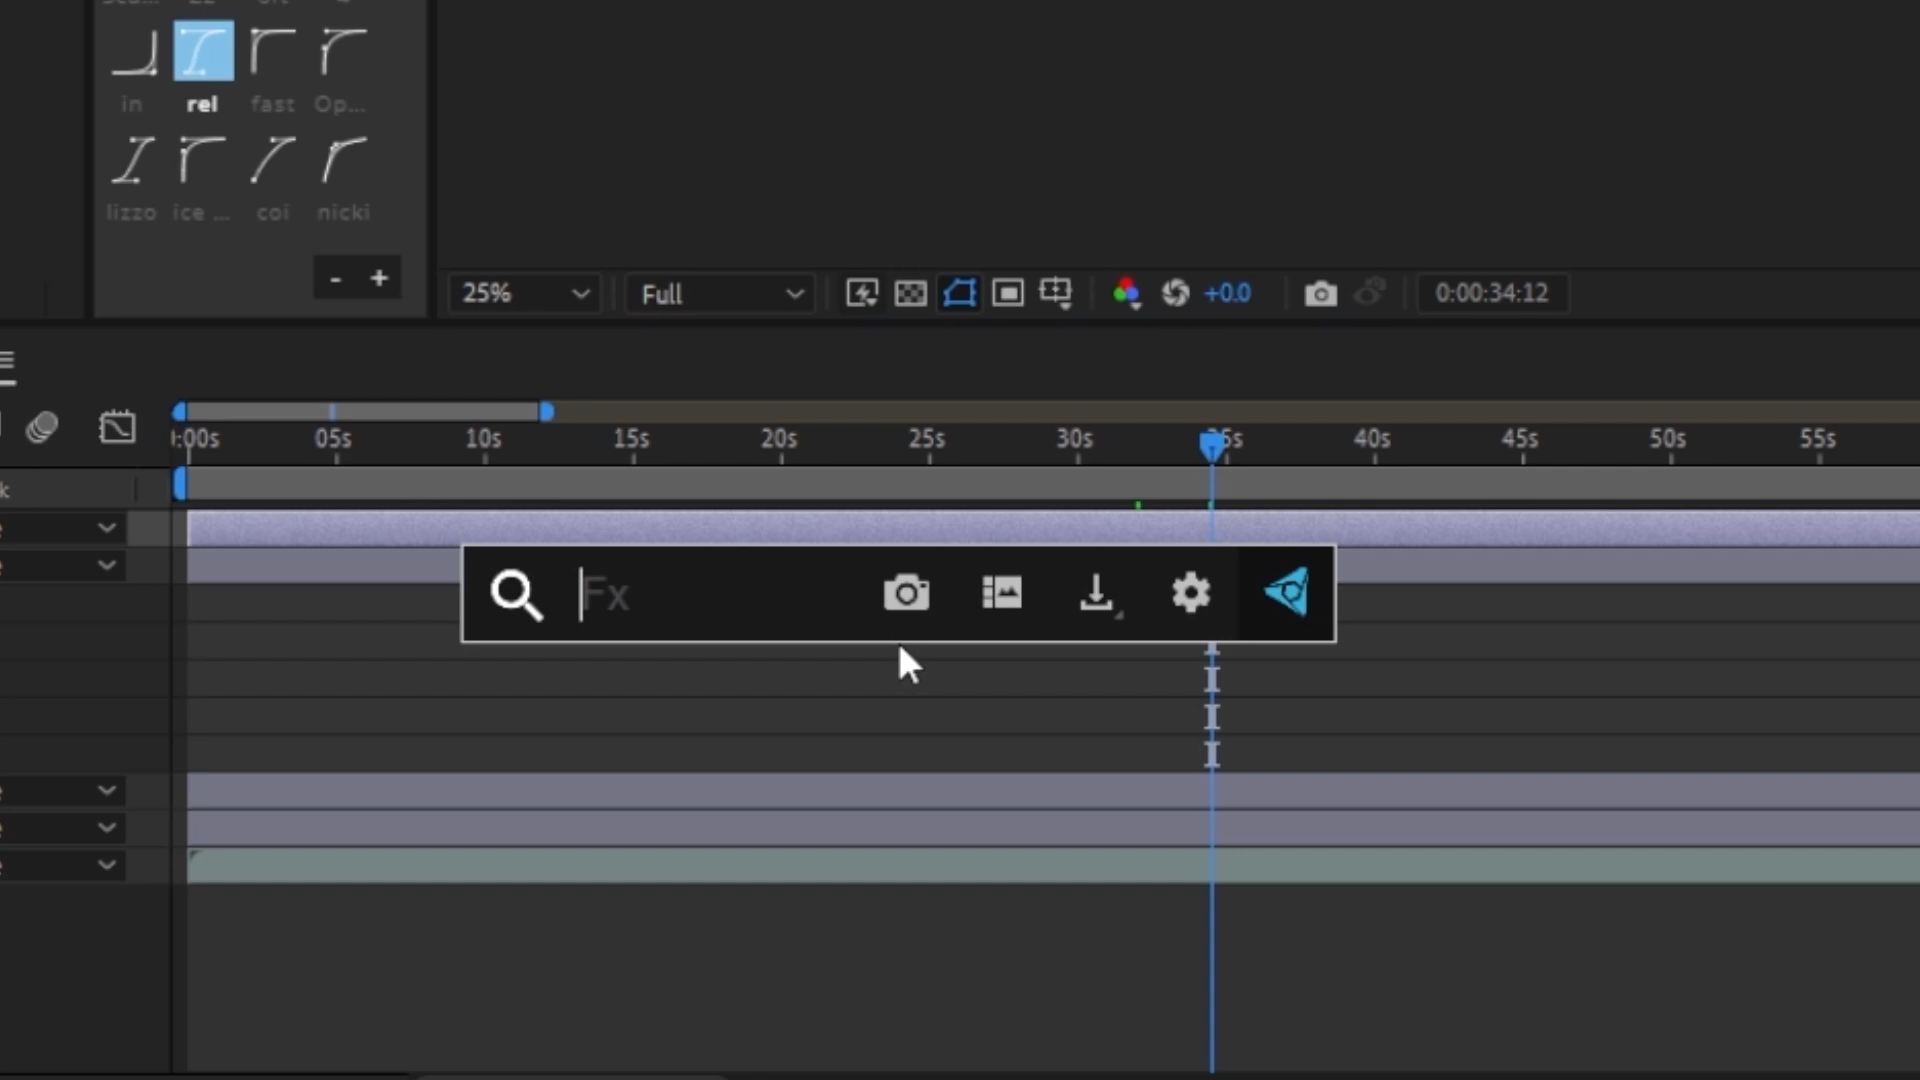 in rel fast Op...
lizzo ice ... coi nicki
- +
25% Full +0.0 0:00:34:12
:00s 05s 10s 15s 20s 25s 30s 40s 45s 50s 55s
Fx